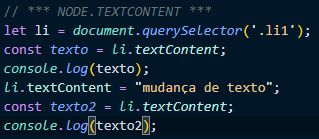 // *** NODE.TEXTCONTENT ***
let li = document.querySelector('.li1');
const texto = li.textContent;
console.log(texto);
li.textContent = "mudança de texto";
const texto2 = li.textContent;
console.log(texto2);